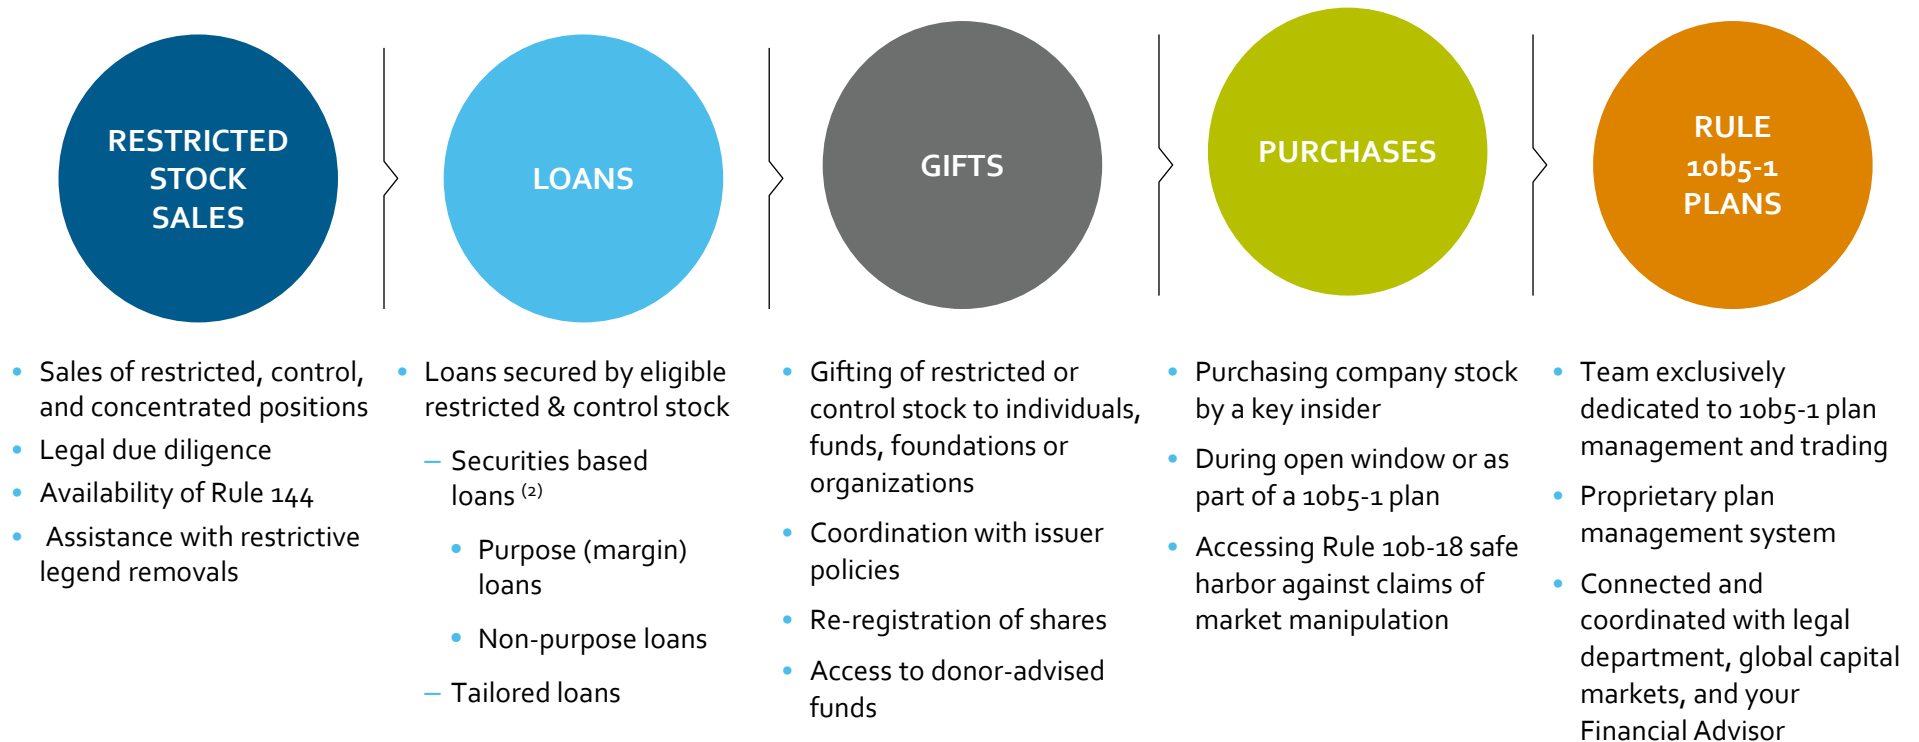 RESTRICTED
STOCK
SALES
• Sales of restricted, control,
and concentrated positions
• Legal due diligence
• Availability of Rule 144
• Assistance with restrictive
legend removals
LOANS
• Loans secured by eligible
restricted & control stock
– Securities based
loans (2)
• Purpose (margin)
loans
• Non-purpose loans
– Tailored loans
GIFTS
• Gifting of restricted or
control stock to individuals,
funds, foundations or
organizations
• Coordination with issuer
policies
• Re-registration of shares
• Access to donor-advised
funds
PURCHASES
• Purchasing company stock
by a key insider
• During open window or as
part of a 10b5-1 plan
• Accessing Rule 10b-18 safe
harbor against claims of
market manipulation
RULE
10b5-1
PLANS
• Team exclusively
dedicated to 10b5-1 plan
management and trading
• Proprietary plan
management system
• Connected and
coordinated with legal
department, global capital
markets, and your
Financial Advisor